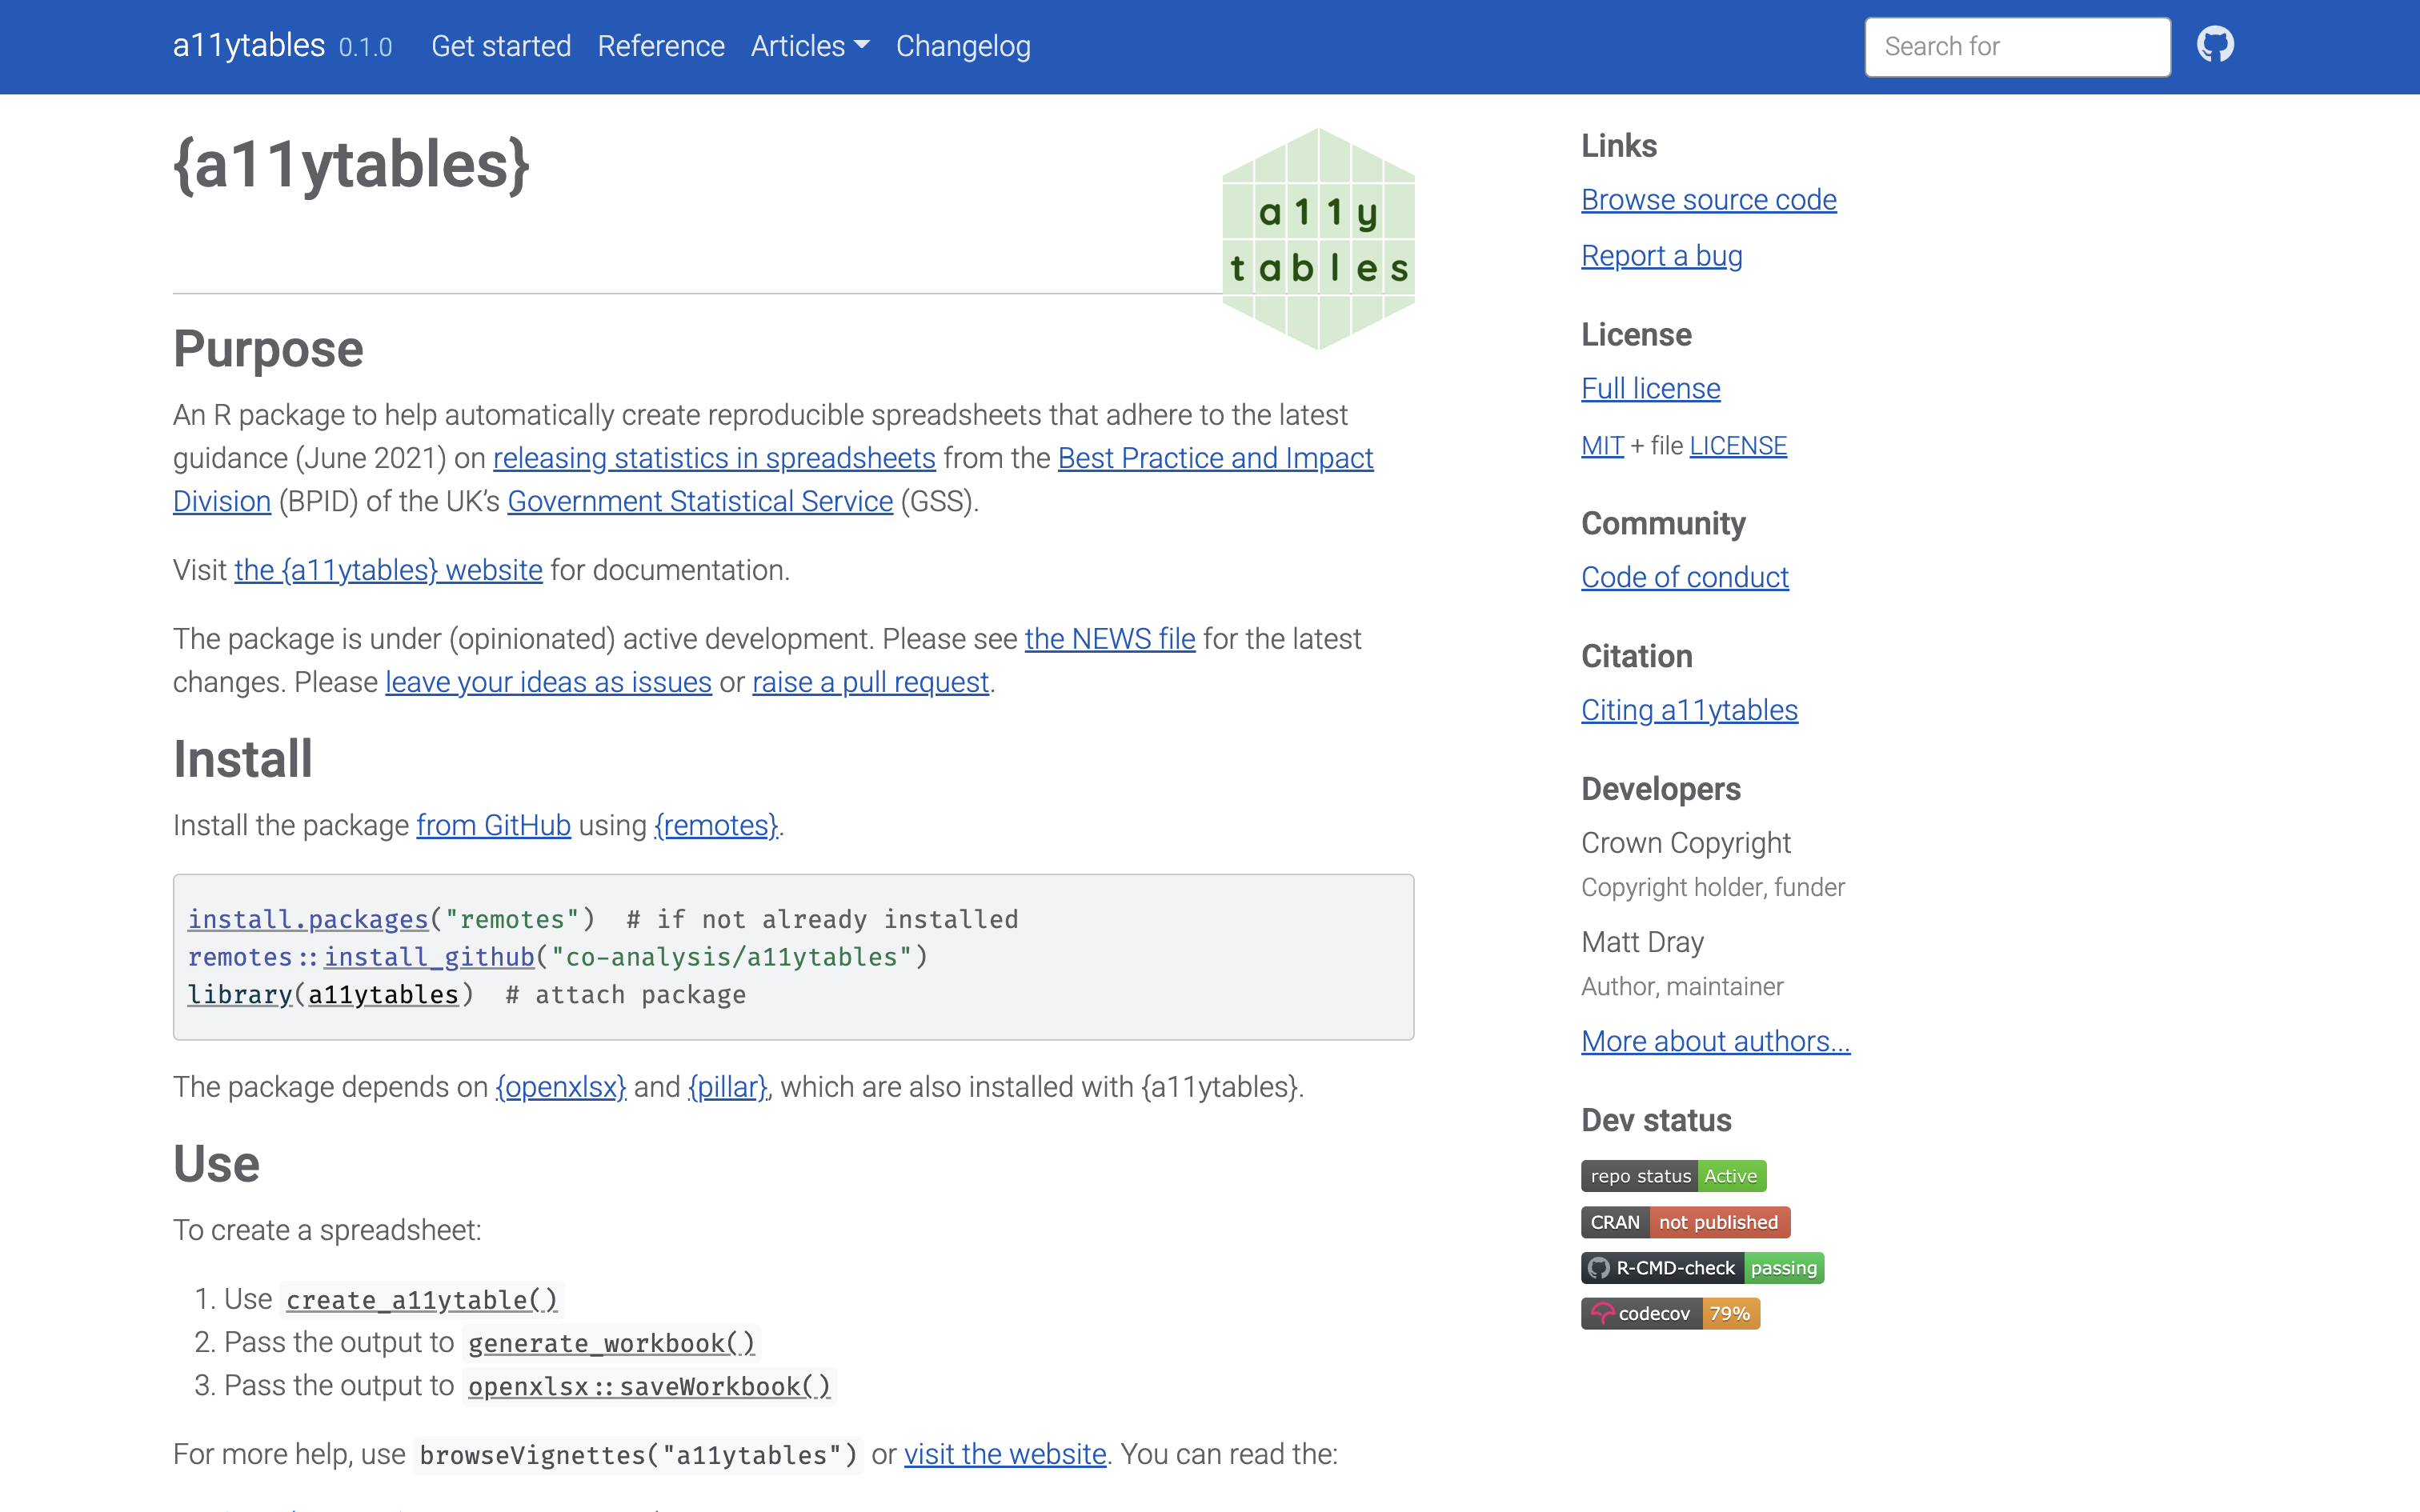 a11ytables 0.1.0 Get started Reference Articles Changelog Search for
{a11ytables}
a11y
tables
Purpose
An R package to help automatically create reproducible spreadsheets that adhere to the latest
guidance (June 2021) on releasing statistics in spreadsheets from the Best Practice and Impact
Division (BPID) of the UK’s Government Statistical Service (GSS).
Visit the {a11ytables} website for documentation.
The package is under (opinionated) active development. Please see the NEWS file for the latest
changes. Please leave your ideas as issues or raise a pull request.
Install
Install the package from GitHub using {remotes}.
install.packages("remotes")  # if not already installed
remotes::install_github("co-analysis/a11ytables")
library(a11ytables)  # attach package
The package depends on {openxlsx} and {pillar}, which are also installed with {a11ytables}.
Use
To create a spreadsheet:
1. Use create_a11ytable()
2. Pass the output to generate_workbook()
3. Pass the output to openxlsx::saveWorkbook()
For more help, use browseVignettes("a11ytables") or visit the website. You can read the:
Links
Browse source code
Report a bug
License
Full license
MIT + file LICENSE
Community
Code of conduct
Citation
Citing a11ytables
Developers
Crown Copyright
Copyright holder, funder
Matt Dray
Author, maintainer
More about authors...
Dev status
repo status Active
CRAN not published
R-CMD-check passing
codecov 79%